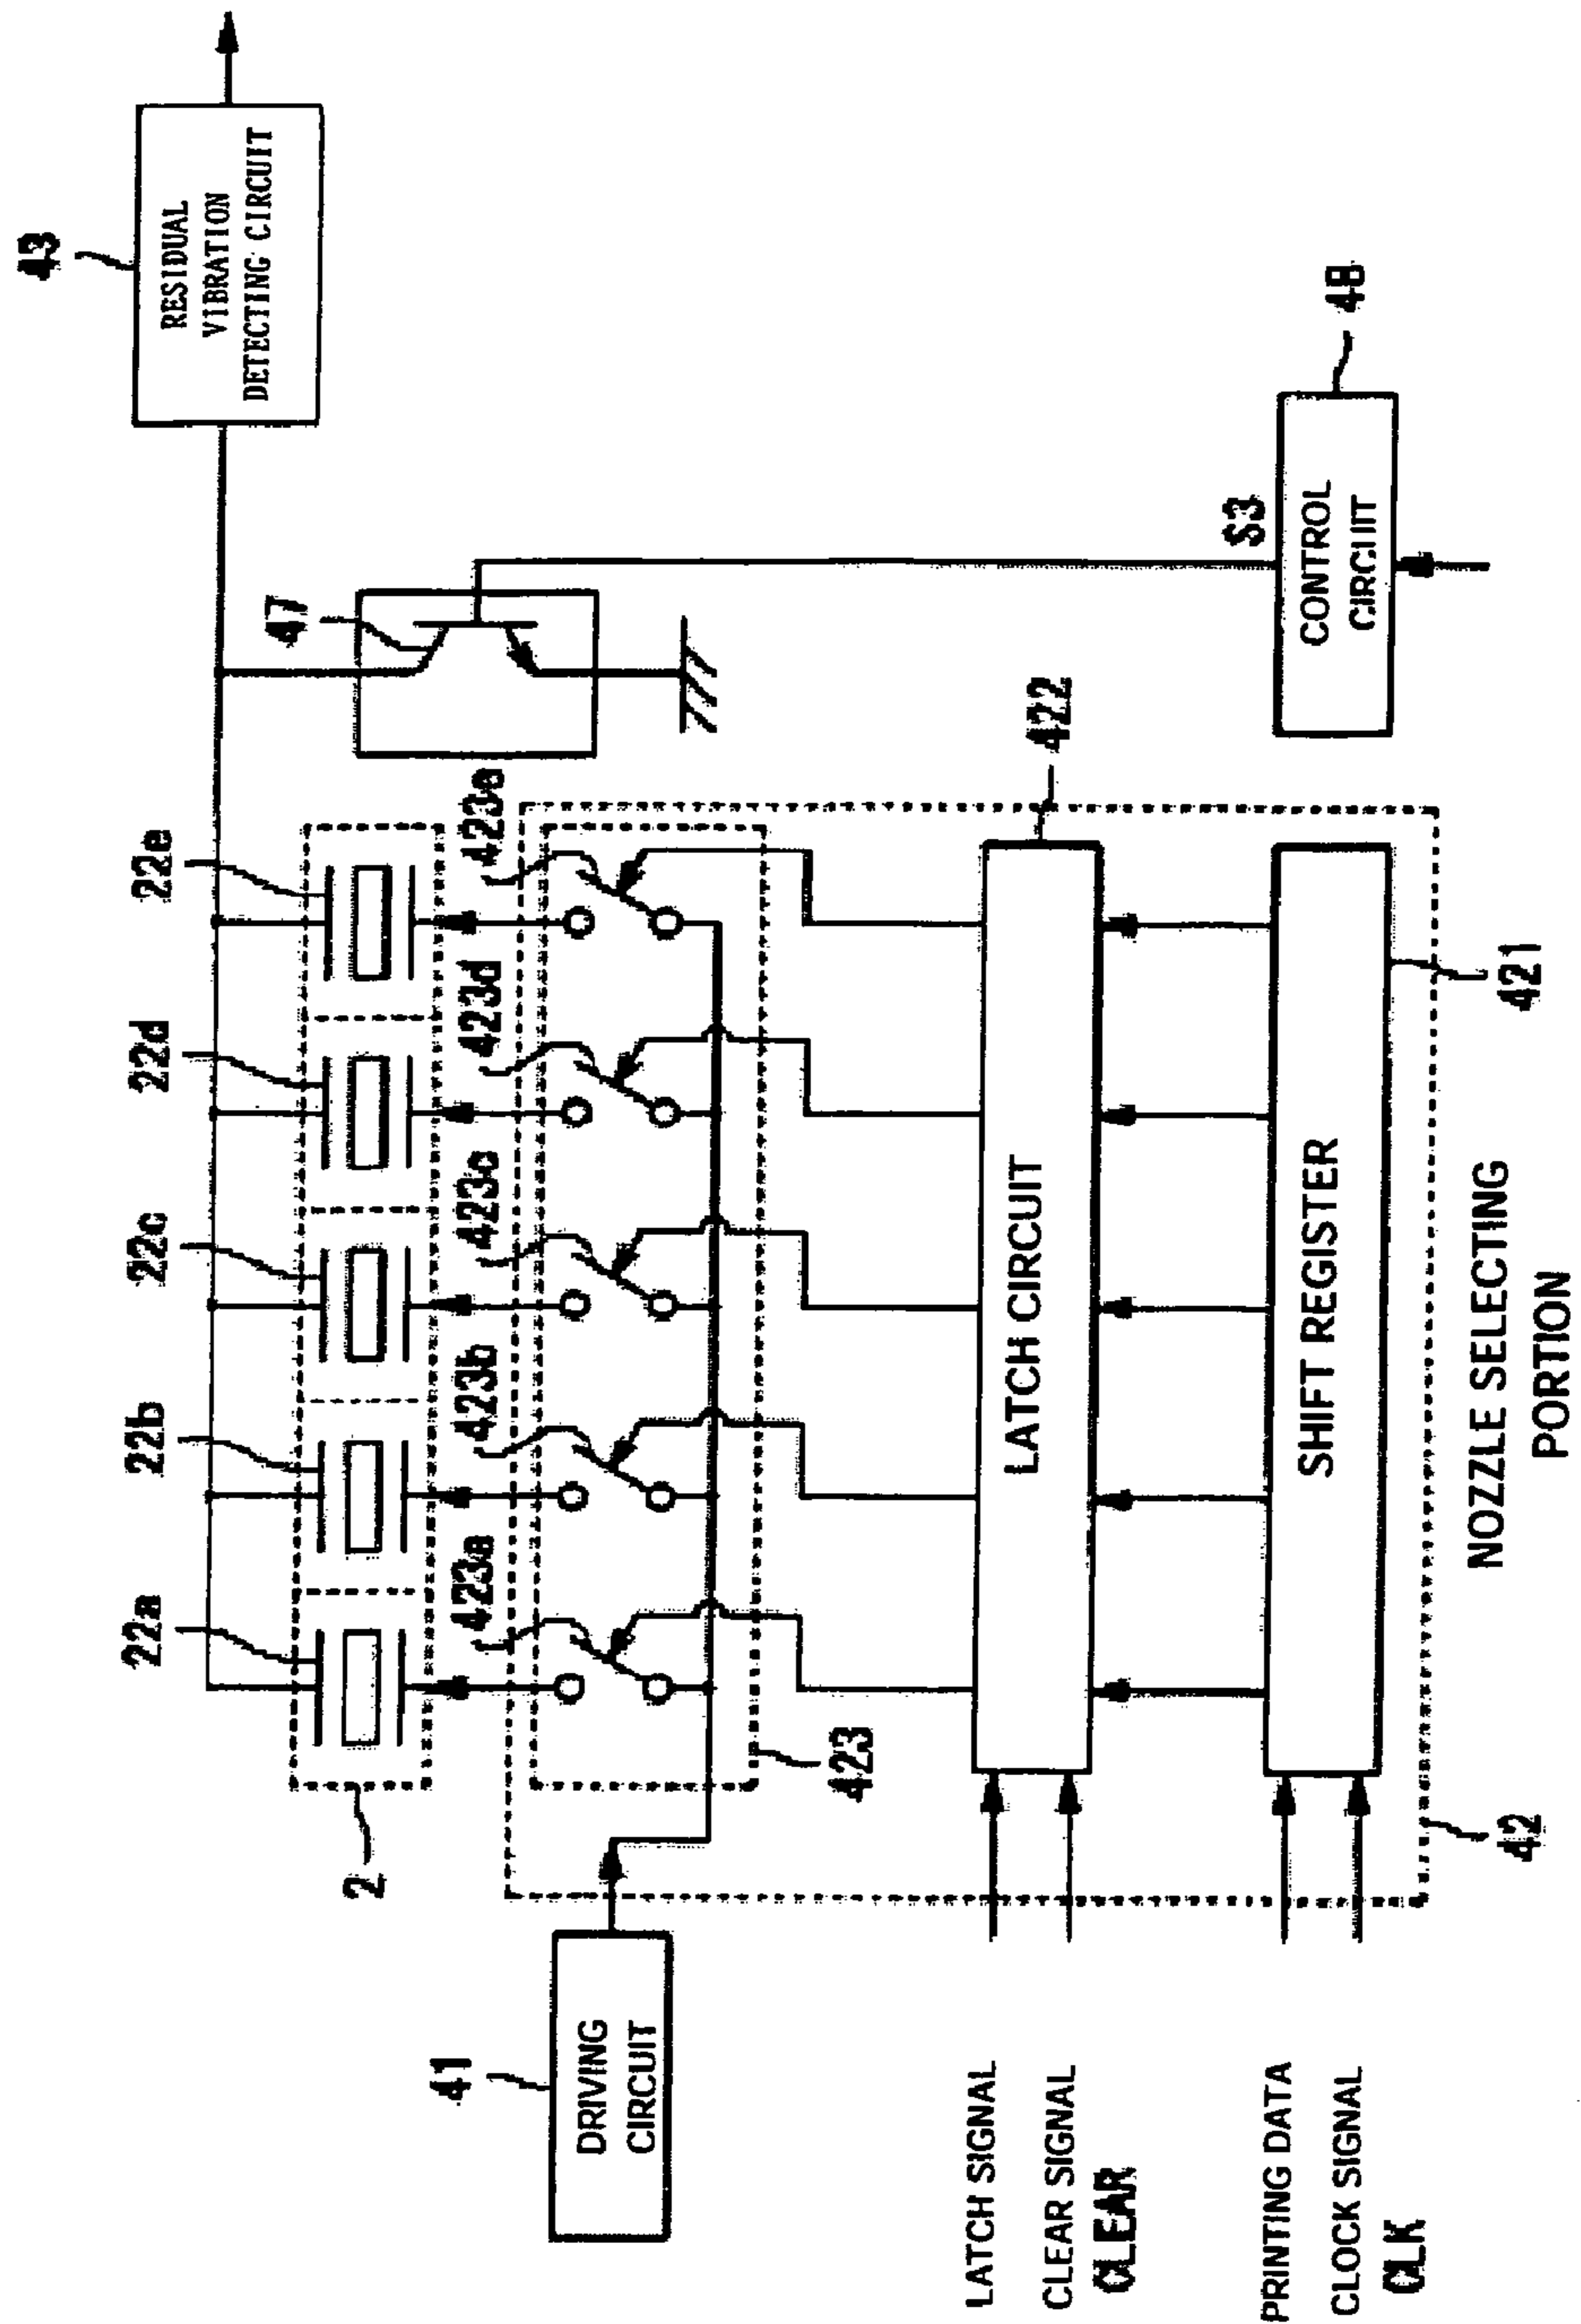 43
RESIDUAL
VIBRATION
DETECTING CIRCUIT
22a
22b
22c
22d
22e
47
2
423a
423b
423c
423d
423e
41
DRIVING
CIRCUIT
423
422
S3
48
CONTROL
CIRCUIT
LATCH SIGNAL
CLEAR SIGNAL
CLEAR
LATCH CIRCUIT
PRINTING DATA
CLOCK SIGNAL
CLK
SHIFT REGISTER
42
421
NOZZLE SELECTING
PORTION